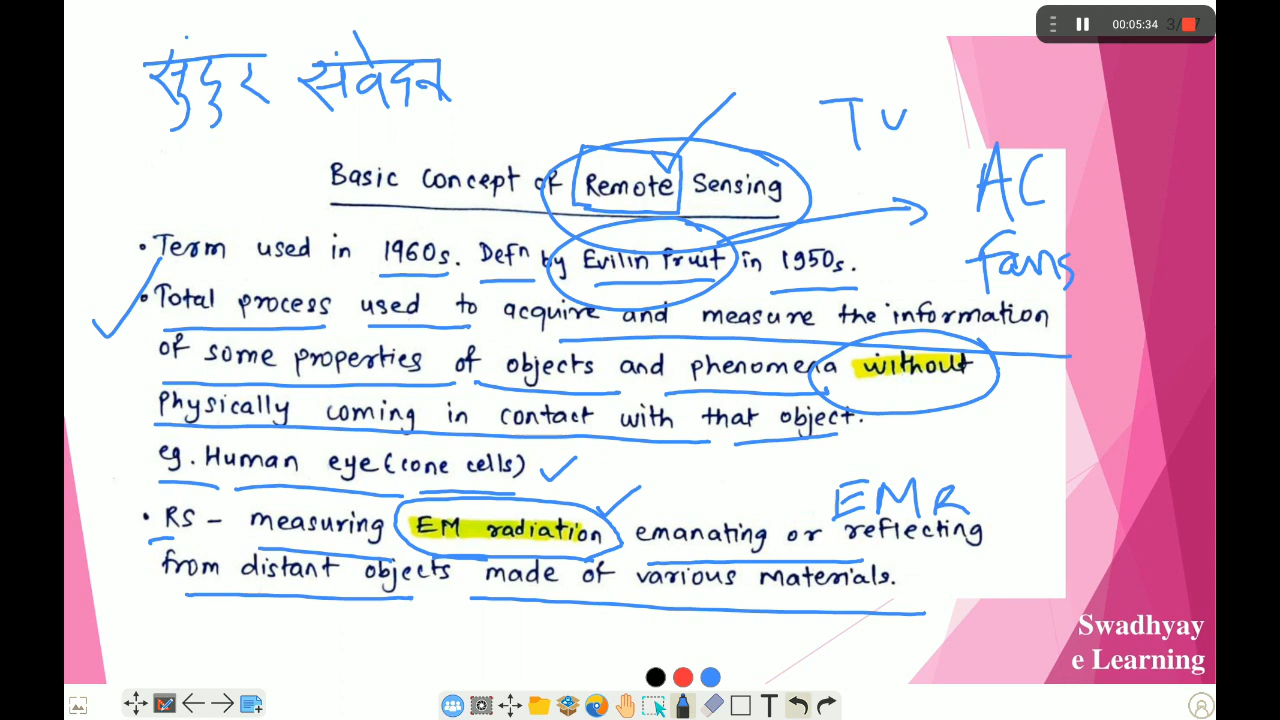 00:05:34
सुदुर संवेदन
TV
AC
fans
Basic concept of Remote Sensing
• Term used in 1960s. Defn by Evilin fruit in 1950s.
• Total process used to acquire and measure the information
of some properties of objects and phenomena without
physically coming in contact with that object.
eg. Human eye (cone cells)
EMR
• RS - measuring EM radiation emanating or reflecting
from distant objects made of various materials.
Swadhyay
e Learning